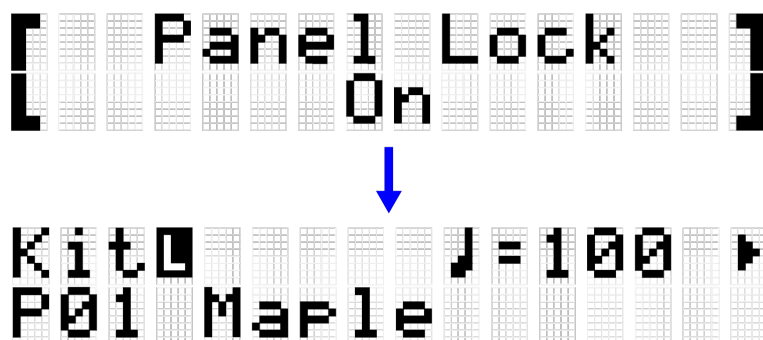 [ Panel Lock ]
[ On ]
Kit L ♩=100 ▶
P01 Maple